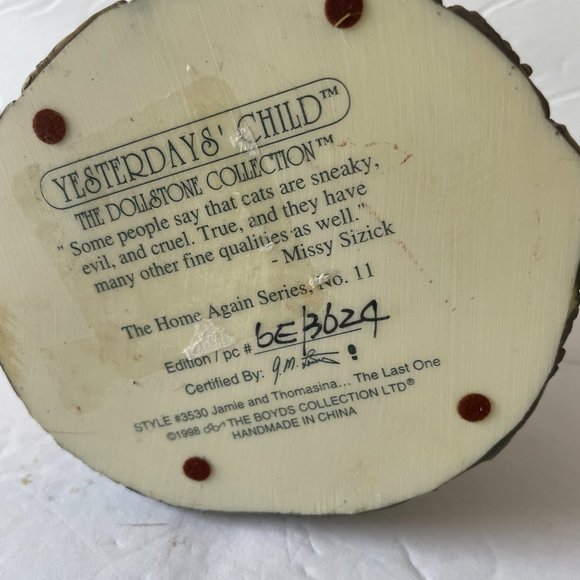 YESTERDAYS' CHILD™
THE DOLLSTONE COLLECTION™
" Some people say that cats are sneaky,
evil, and cruel. True, and they have
many other fine qualities as well."
- Missy Sizick
The Home Again Series, No. 11
Edition / pc # 6E/3624
Certified By:
STYLE #3530 Jamie and Thomasina... The Last One
©1998 THE BOYDS COLLECTION LTD®
HANDMADE IN CHINA